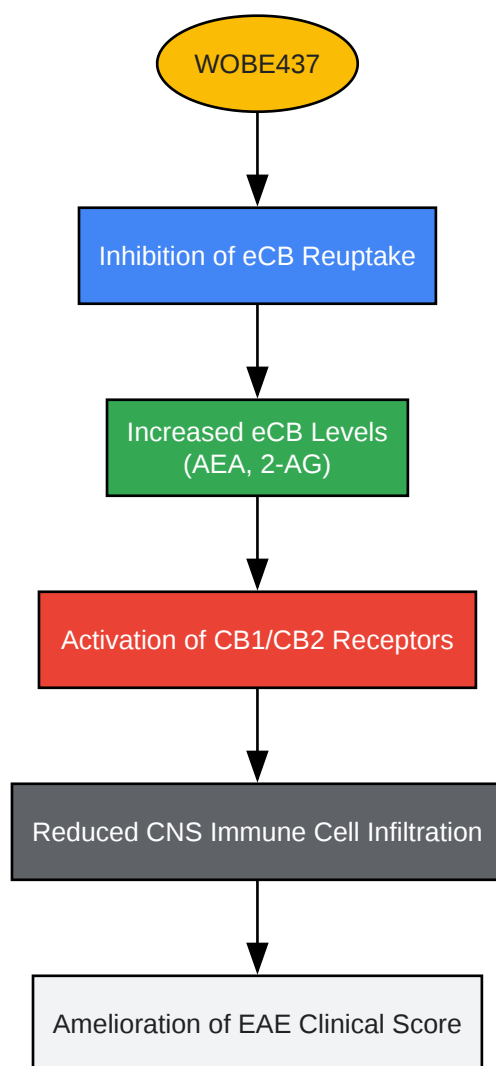 WOBE437
Inhibition of eCB Reuptake
Increased eCB Levels
(AEA, 2-AG)
Activation of CB1/CB2 Receptors
Reduced CNS Immune Cell Infiltration
Amelioration of EAE Clinical Score